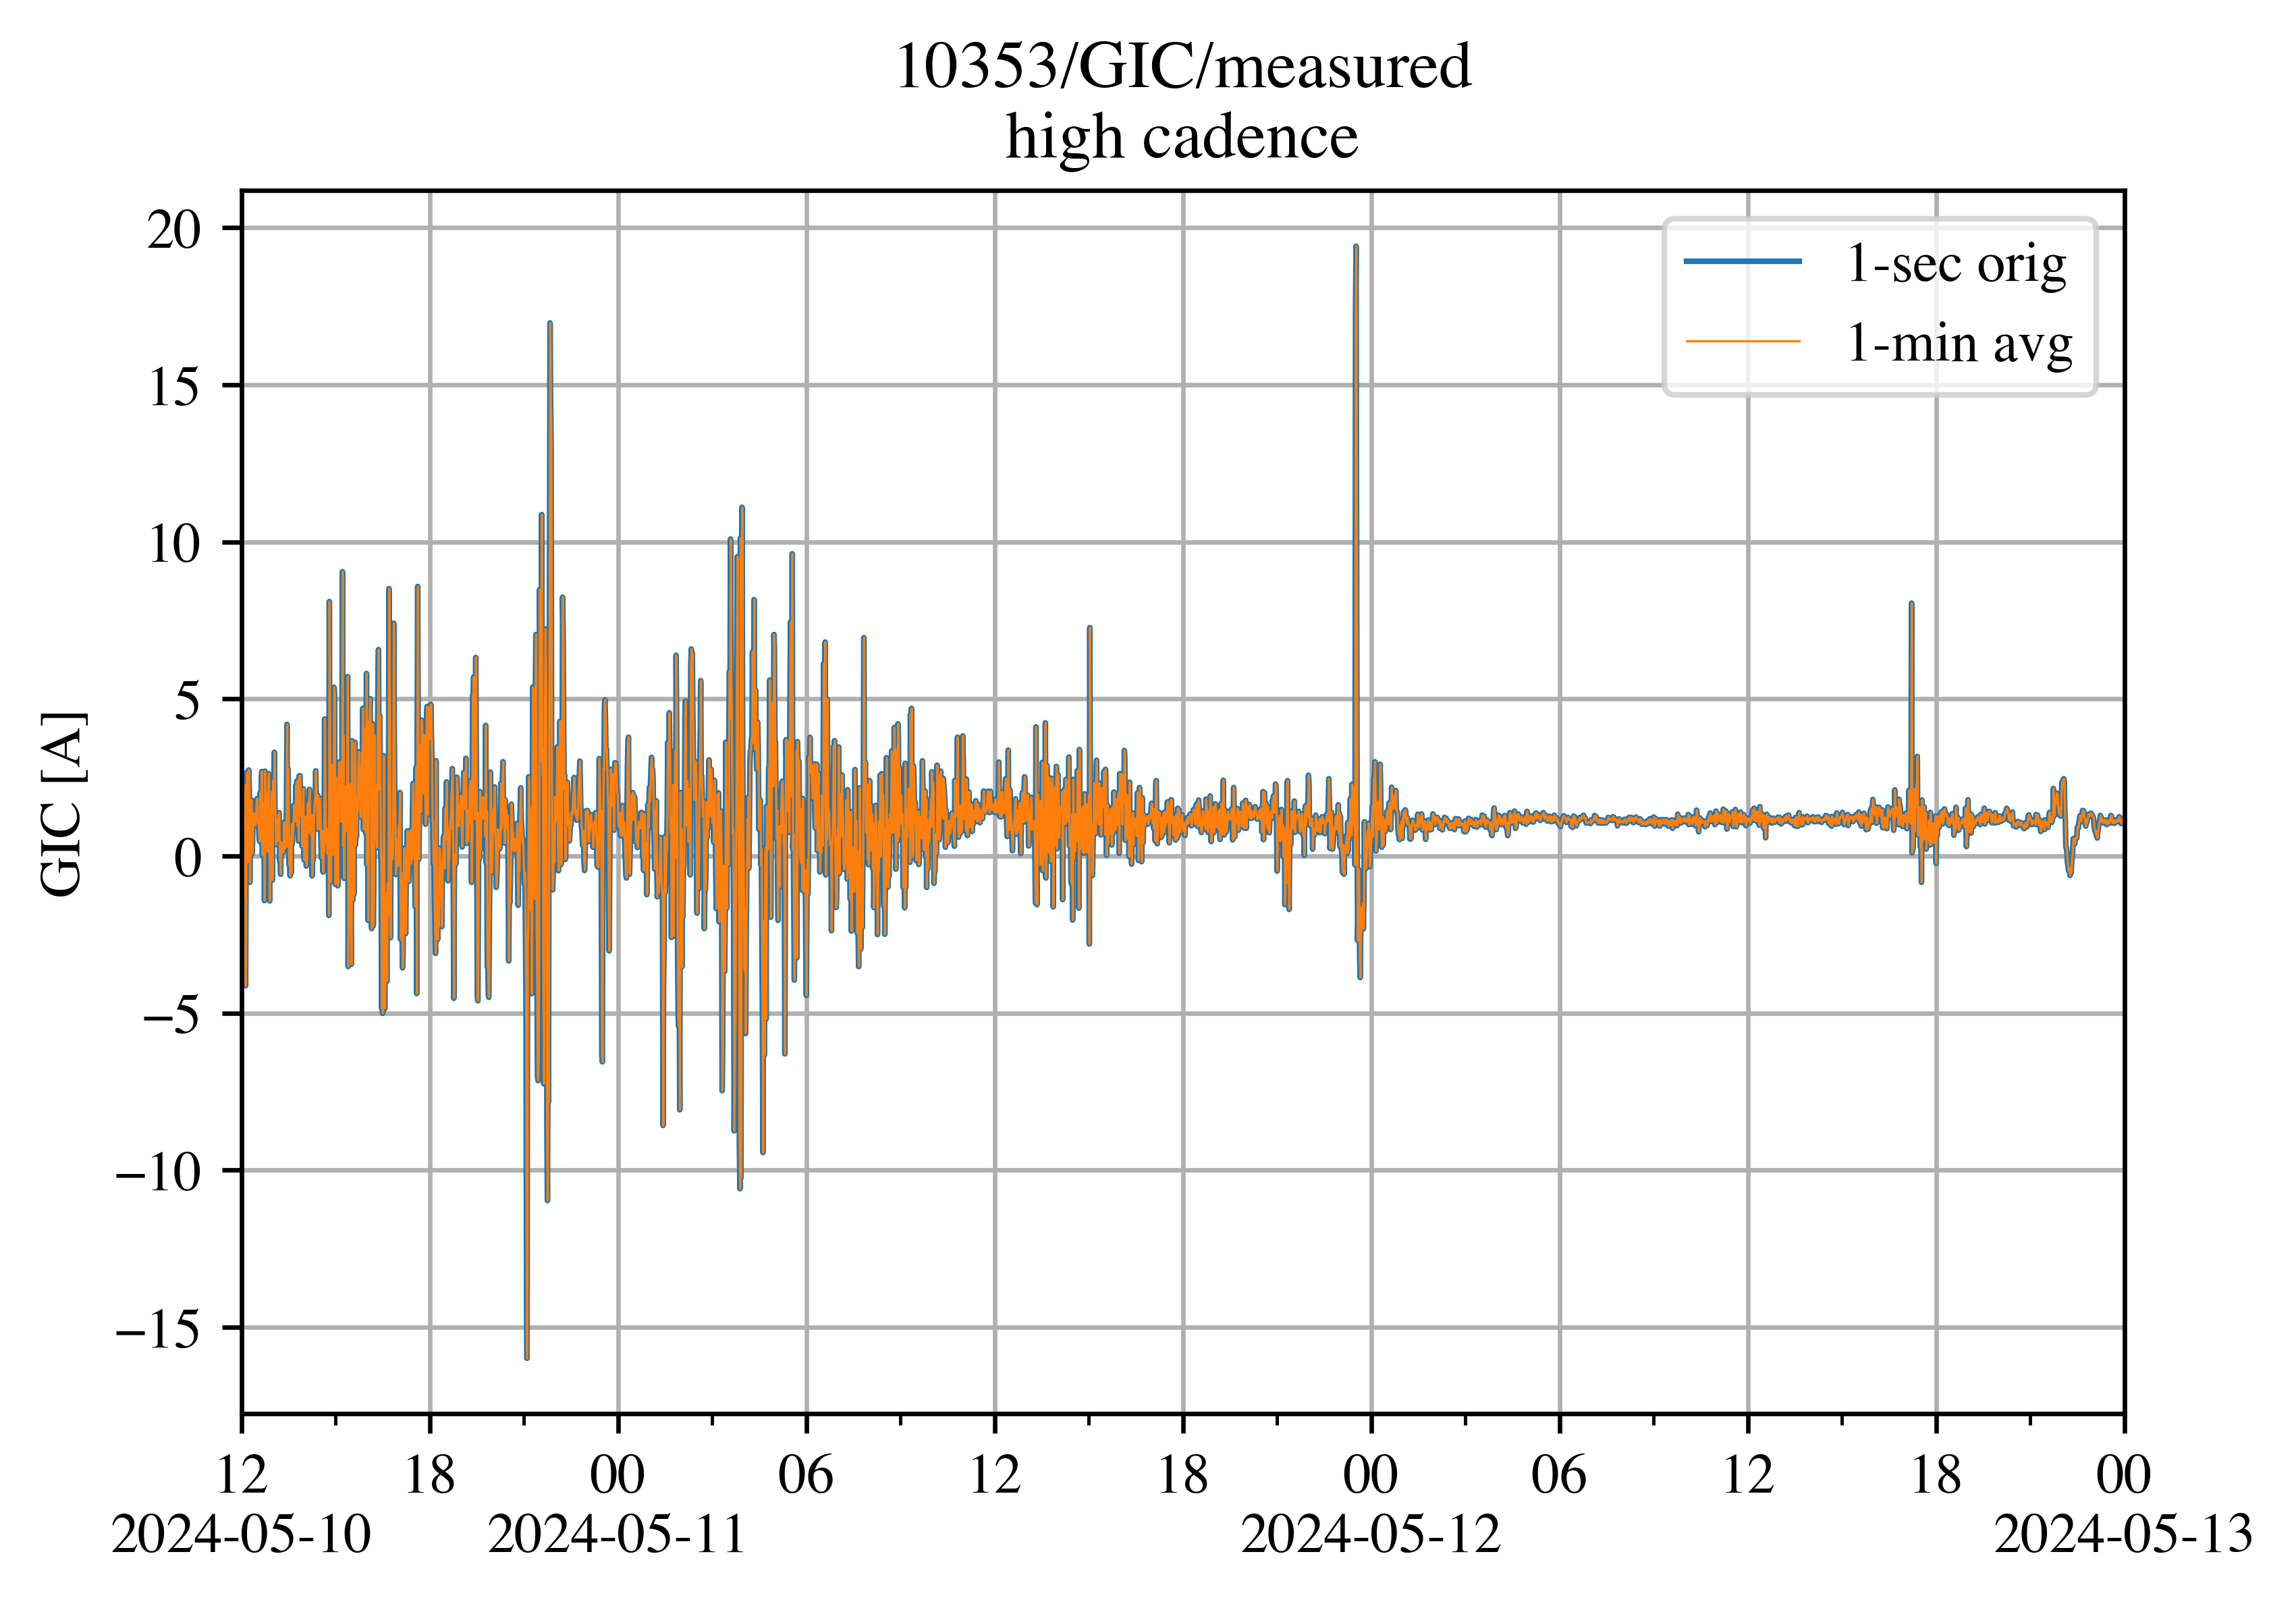 10353/GIC/measured
high cadence
1-sec orig
1-min avg
GIC [A]
20
15
10
5
0
−5
−10
−15
12 18 00 06 12 18 00 06 12 18 00
2024-05-10 2024-05-11 2024-05-12 2024-05-13